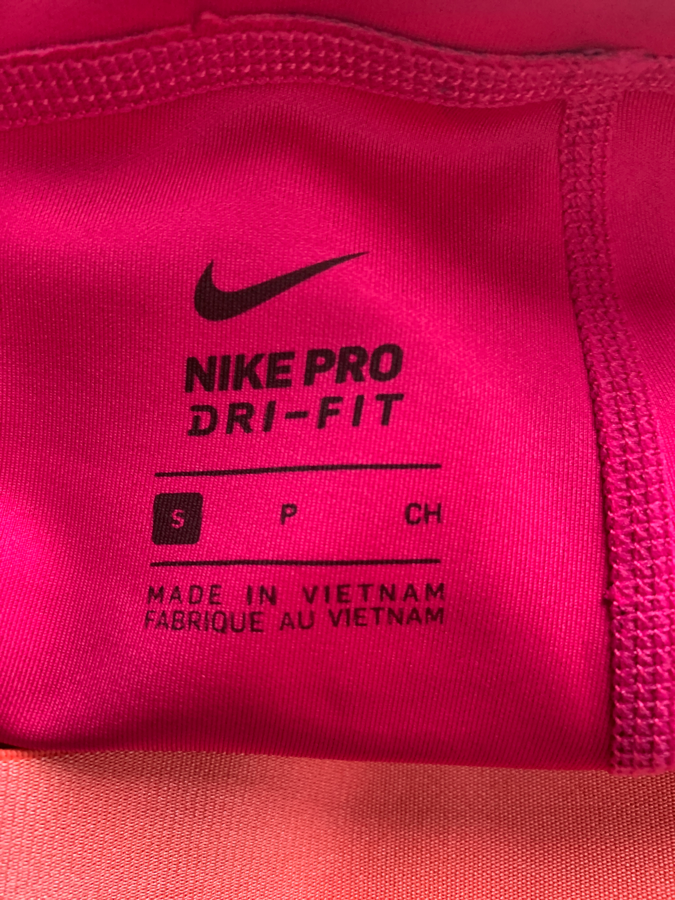 NIKE PRO
DRI-FIT
S P CH
MADE IN VIETNAM
FABRIQUE AU VIETNAM